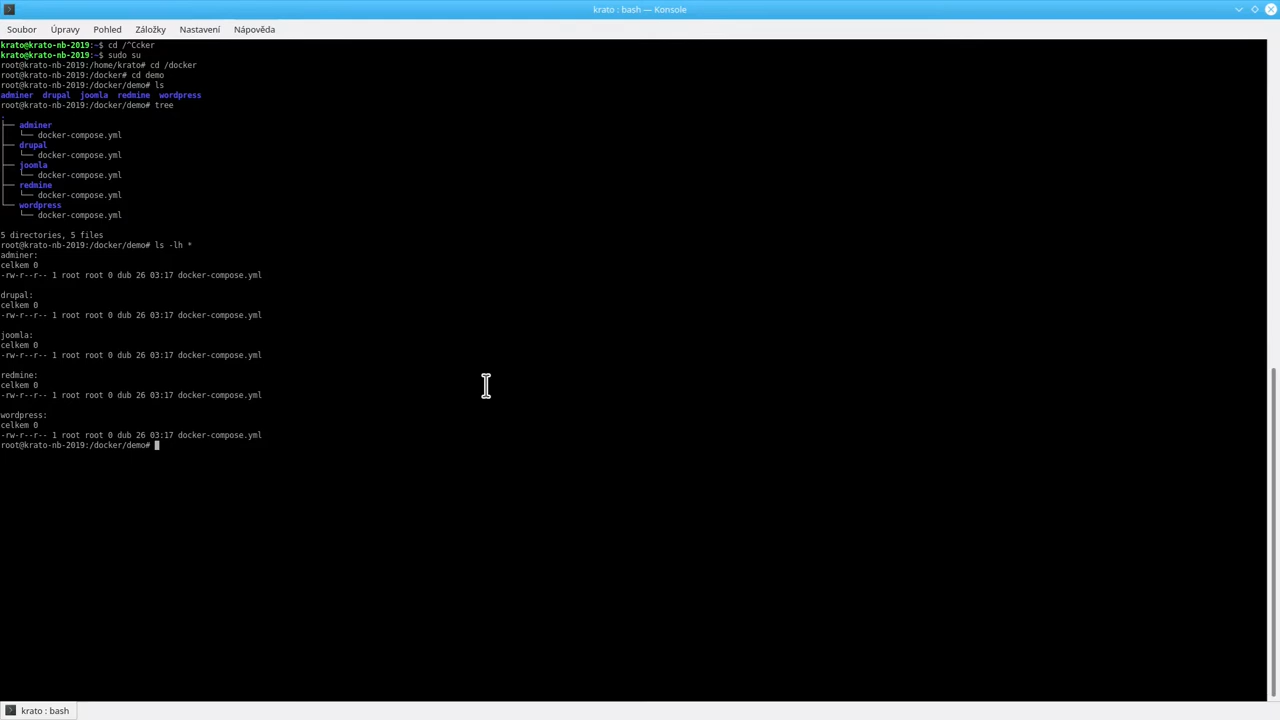 krato : bash — Konsole
Soubor Úpravy Pohled Záložky Nastavení Nápověda
krato@krato-nb-2019:~$ cd /^Ccker
krato@krato-nb-2019:~$ sudo su
root@krato-nb-2019:/home/krato# cd /docker
root@krato-nb-2019:/docker# cd demo
root@krato-nb-2019:/docker/demo# ls
adminer  drupal  joomla  redmine  wordpress
root@krato-nb-2019:/docker/demo# tree
.
├── adminer
│   └── docker-compose.yml
├── drupal
│   └── docker-compose.yml
├── joomla
│   └── docker-compose.yml
├── redmine
│   └── docker-compose.yml
└── wordpress
    └── docker-compose.yml
5 directories, 5 files
root@krato-nb-2019:/docker/demo# ls -lh *
adminer:
celkem 0
-rw-r--r-- 1 root root 0 dub 26 03:17 docker-compose.yml
drupal:
celkem 0
-rw-r--r-- 1 root root 0 dub 26 03:17 docker-compose.yml
joomla:
celkem 0
-rw-r--r-- 1 root root 0 dub 26 03:17 docker-compose.yml
redmine:
celkem 0
-rw-r--r-- 1 root root 0 dub 26 03:17 docker-compose.yml
wordpress:
celkem 0
-rw-r--r-- 1 root root 0 dub 26 03:17 docker-compose.yml
root@krato-nb-2019:/docker/demo#
krato : bash